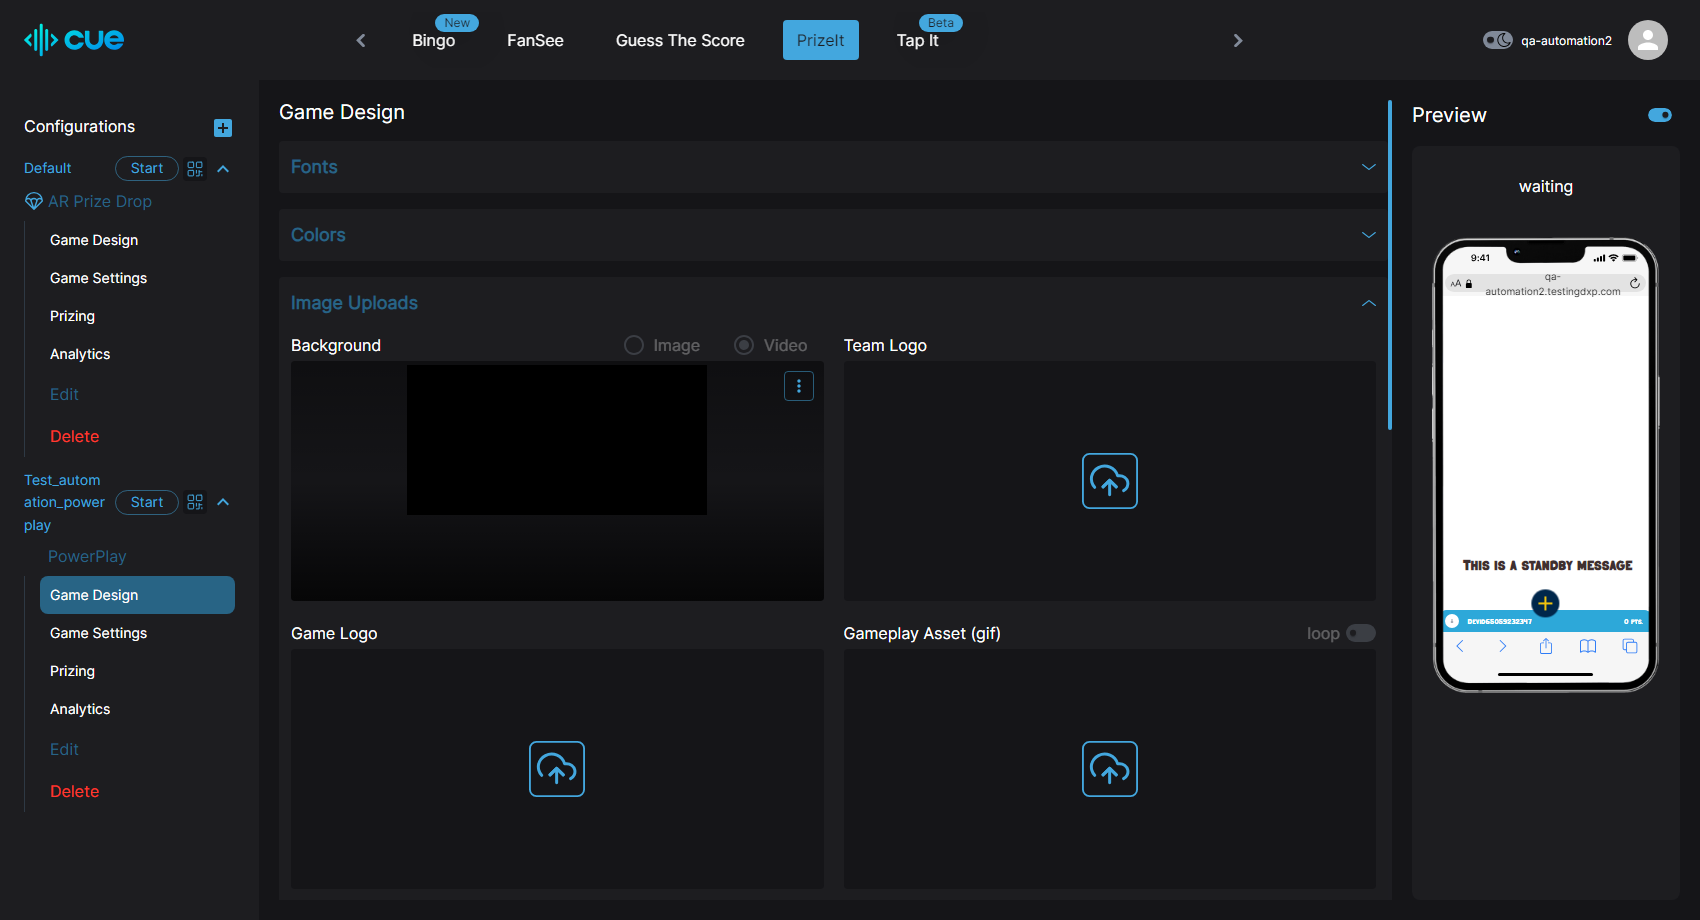 cue
Bingo
New
FanSee
Guess The Score
PrizeIt
Tap It
Beta
qa-automation2
Configurations
Default
Start
AR Prize Drop
Game Design
Game Settings
Prizing
Analytics
Edit
Delete
Test_autom
ation_power
play
Start
PowerPlay
Game Design
Game Settings
Prizing
Analytics
Edit
Delete
Game Design
Fonts
Colors
Image Uploads
Background
Image
Video
Team Logo
Game Logo
Gameplay Asset (gif)
loop
Preview
waiting
9:41
AA
qa-
automation2.testingdxp.com
This is a standby message
0 PTS.